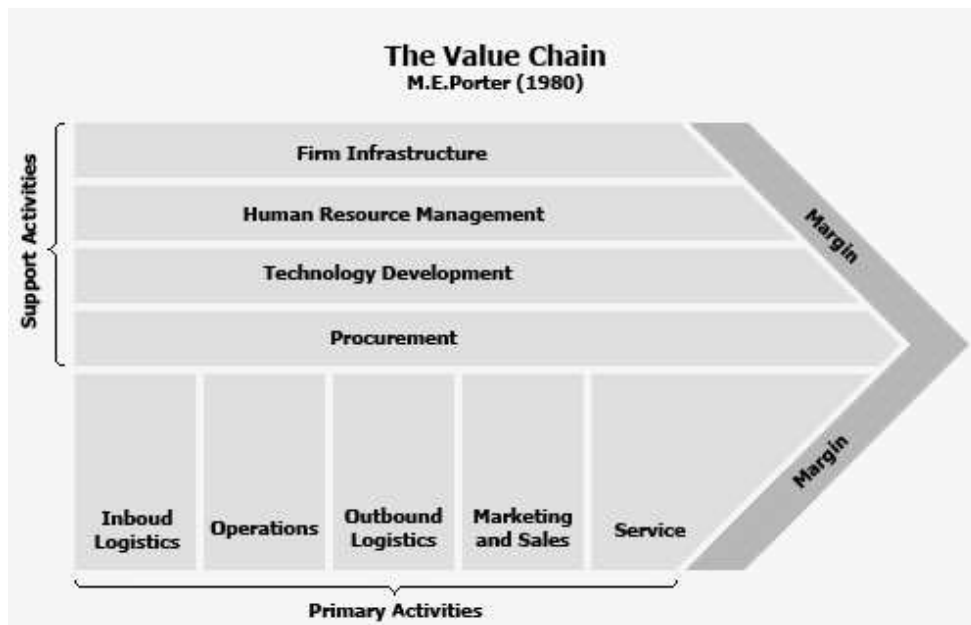 The Value Chain
M.E.Porter (1980)
Support Activities
Firm Infrastructure
Human Resource Management
Technology Development
Procurement
Margin
Margin
Inboud
Logistics
Operations
Outbound
Logistics
Marketing
and Sales
Service
Primary Activities